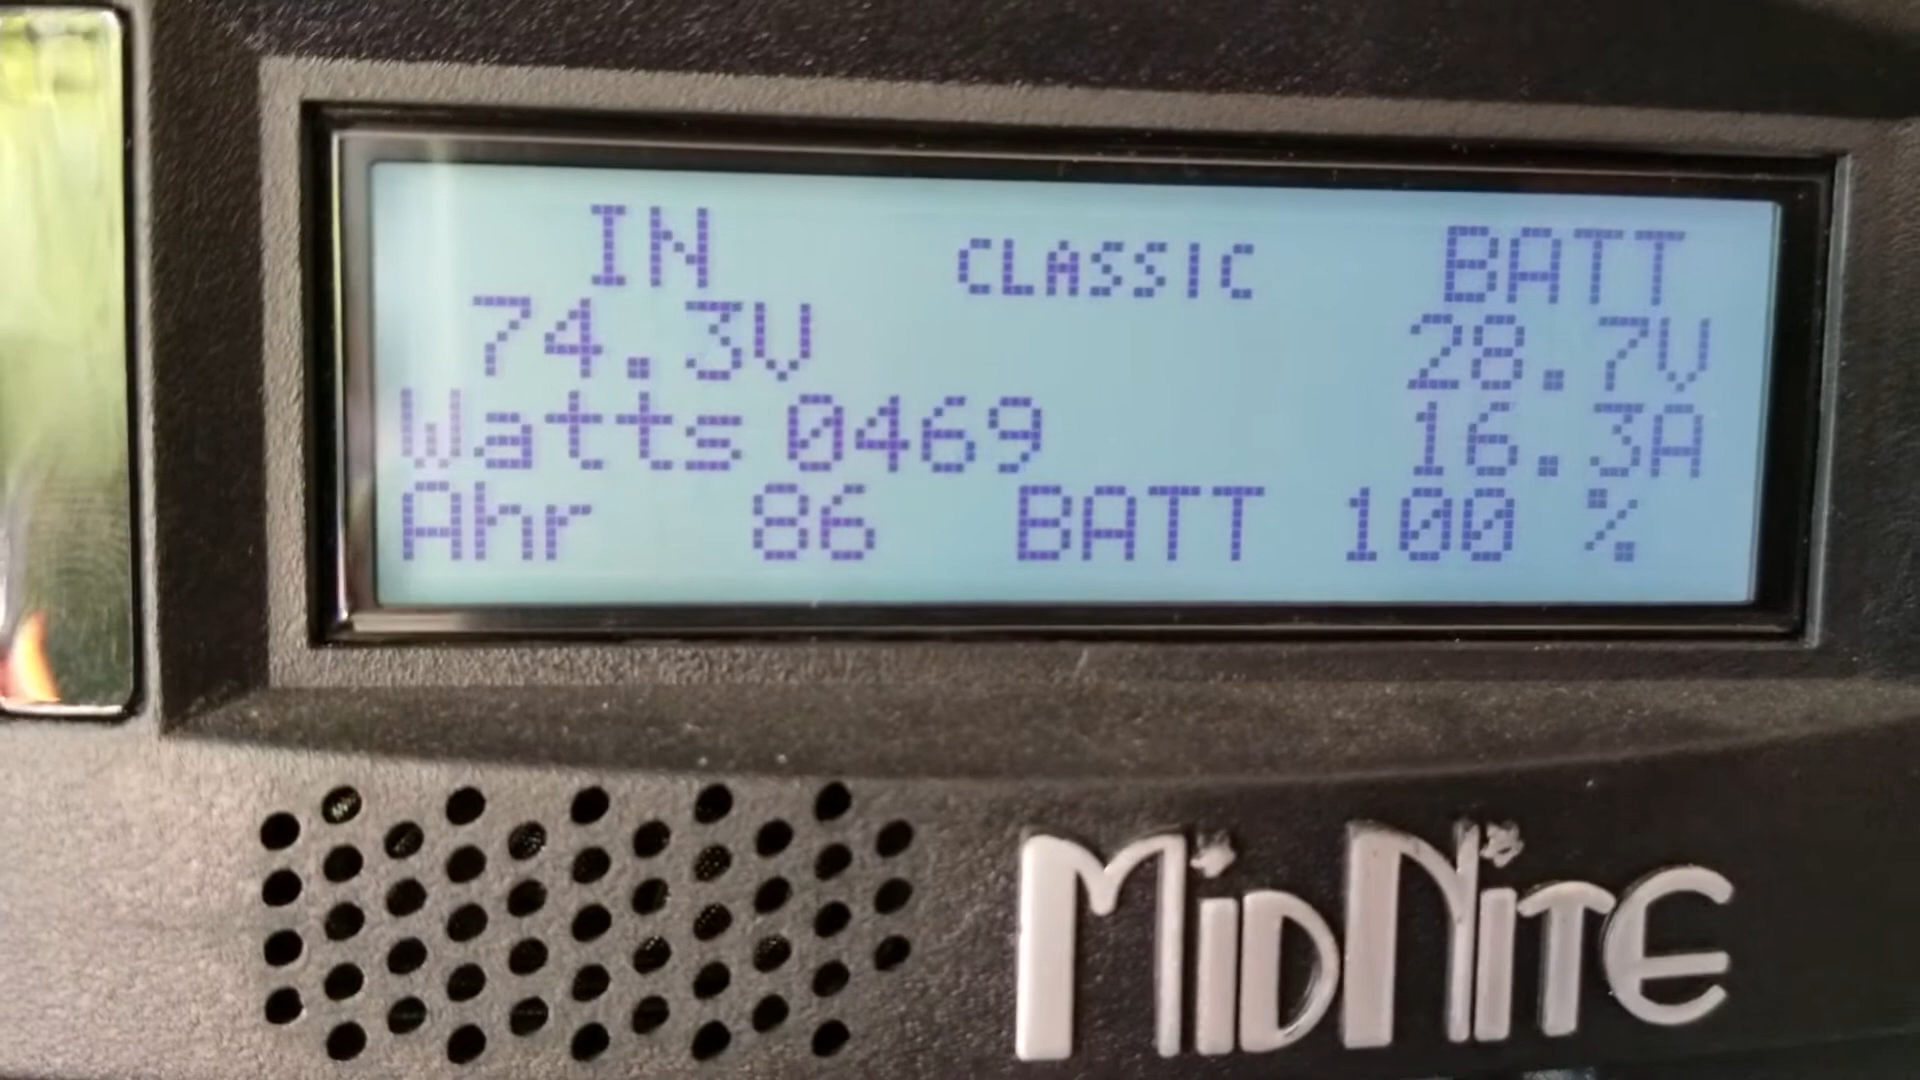 IN CLASSIC BATT
74.3V 28.7V
Watts 0469 16.3A
Ahr 86 BATT 100 %
MIDNITE